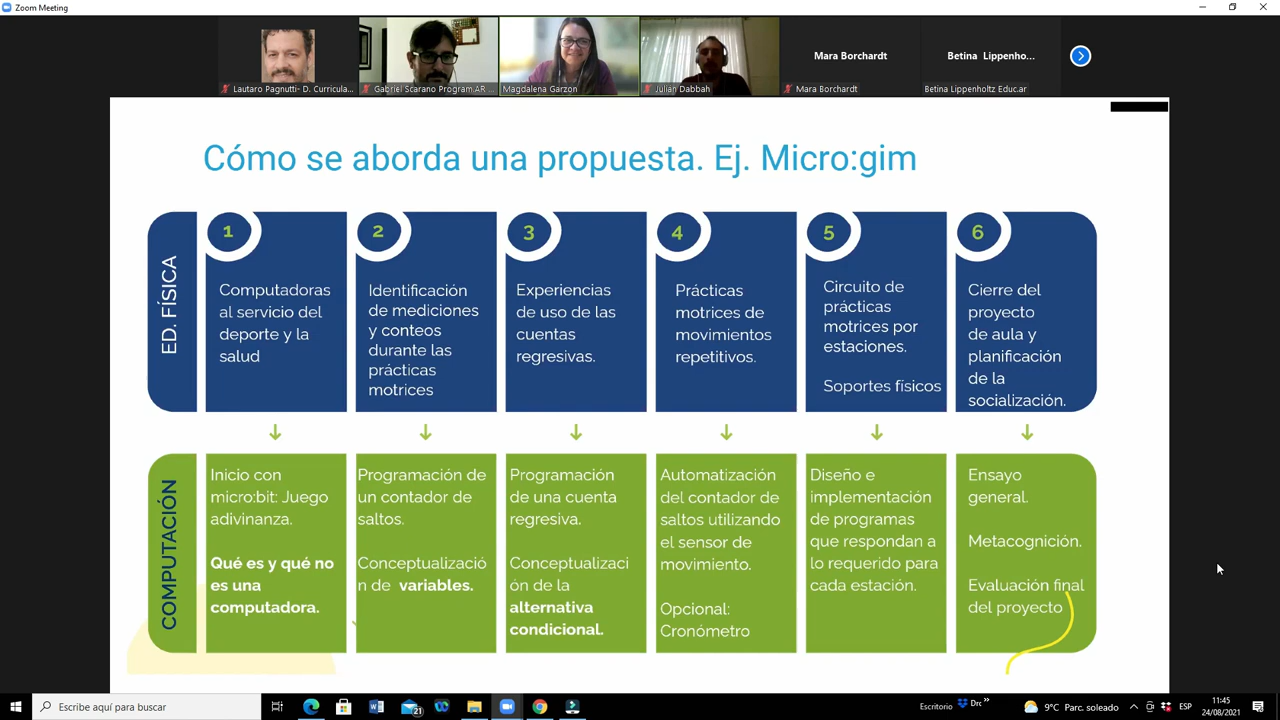 Zoom Meeting
Lautaro Pagnutti- D. Curricula...
Gabriel Scarano Program.AR ...
Magdalena Garzon
Julian Dabbah
Mara Borchardt
Mara Borchardt
Betina Lippenho...
Betina Lippenholtz Educ.ar
Cómo se aborda una propuesta. Ej. Micro:gim
ED. FÍSICA
1
Computadoras
al servicio del
deporte y la
salud
2
Identificación
de mediciones
y conteos
durante las
prácticas
motrices
3
Experiencias
de uso de las
cuentas
regresivas.
4
Prácticas
motrices de
movimientos
repetitivos.
5
Circuito de
prácticas
motrices por
estaciones.
Soportes físicos
6
Cierre del
proyecto
de aula y
planificación
de la
socialización.
COMPUTACIÓN
Inicio con
micro:bit: Juego
adivinanza.
Qué es y qué no
es una
computadora.
Programación de
un contador de
saltos.
Conceptualizació
n de variables.
Programación
de una cuenta
regresiva.
Conceptualizaci
ón de la
alternativa
condicional.
Automatización
del contador de
saltos utilizando
el sensor de
movimiento.
Opcional:
Cronómetro
Diseño e
implementación
de programas
que respondan a
lo requerido para
cada estación.
Ensayo
general.
Metacognición.
Evaluación final
del proyecto
Escribe aquí para buscar
21
Escritorio
Drc
9°C Parc. soleado
ESP
11:45
24/08/2021